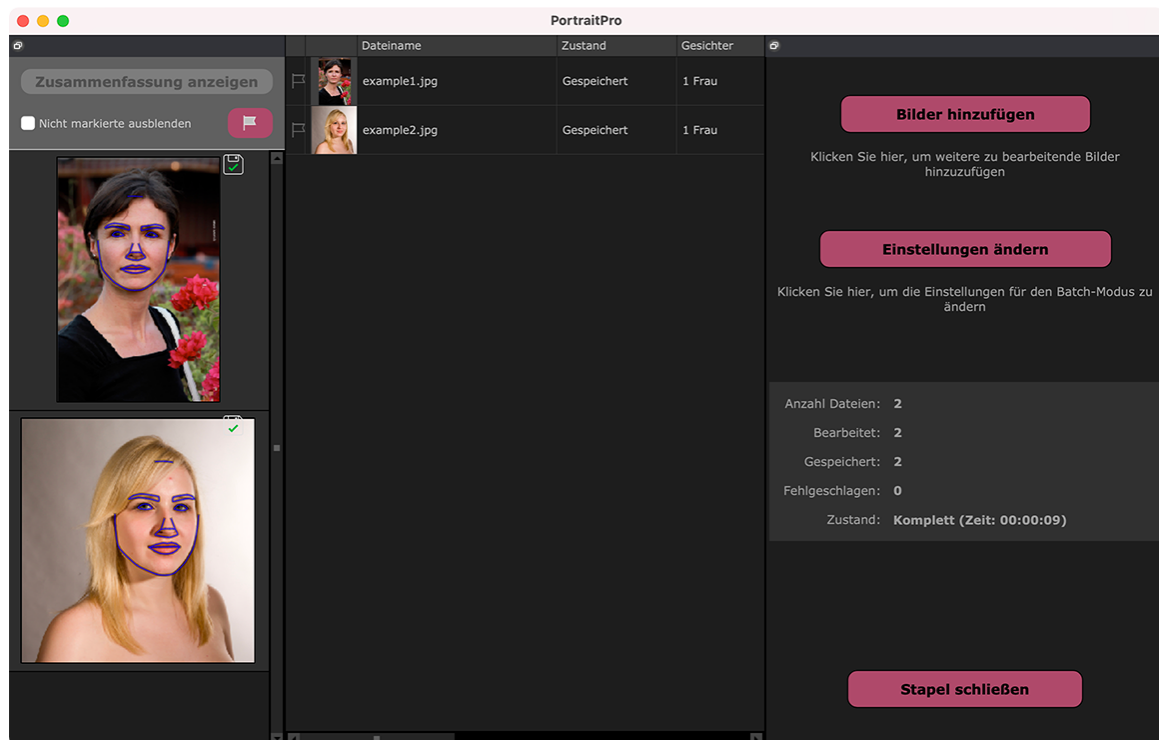 PortraitPro
Zusammenfassung anzeigen
Nicht markierte ausblenden
Dateiname Zustand Gesichter
example1.jpg Gespeichert 1 Frau
example2.jpg Gespeichert 1 Frau
Bilder hinzufügen
Klicken Sie hier, um weitere zu bearbeitende Bilder
hinzuzufügen
Einstellungen ändern
Klicken Sie hier, um die Einstellungen für den Batch-Modus zu
ändern
Anzahl Dateien: 2
Bearbeitet: 2
Gespeichert: 2
Fehlgeschlagen: 0
Zustand: Komplett (Zeit: 00:00:09)
Stapel schließen